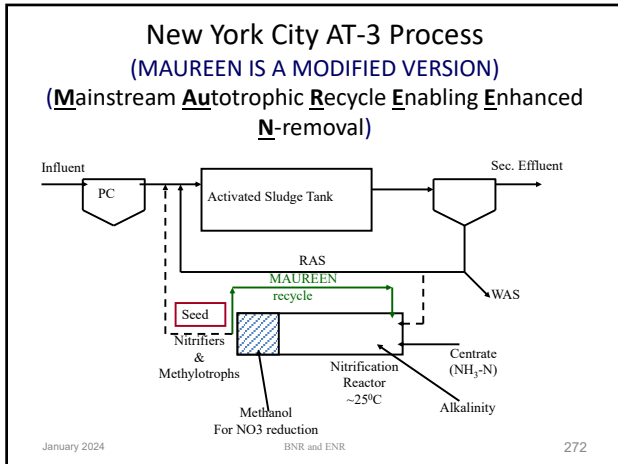 New York City AT-3 Process
(MAUREEN IS A MODIFIED VERSION)
(Mainstream Autotrophic Recycle Enabling Enhanced
N-removal)
Influent
PC
Activated Sludge Tank
Sec. Effluent
RAS
MAUREEN
recycle
WAS
Seed
Nitrifiers
&
Methylotrophs
Nitrification
Reactor
~25⁰C
Centrate
(NH₃-N)
Methanol
For NO3 reduction
Alkalinity
January 2024
BNR and ENR
272